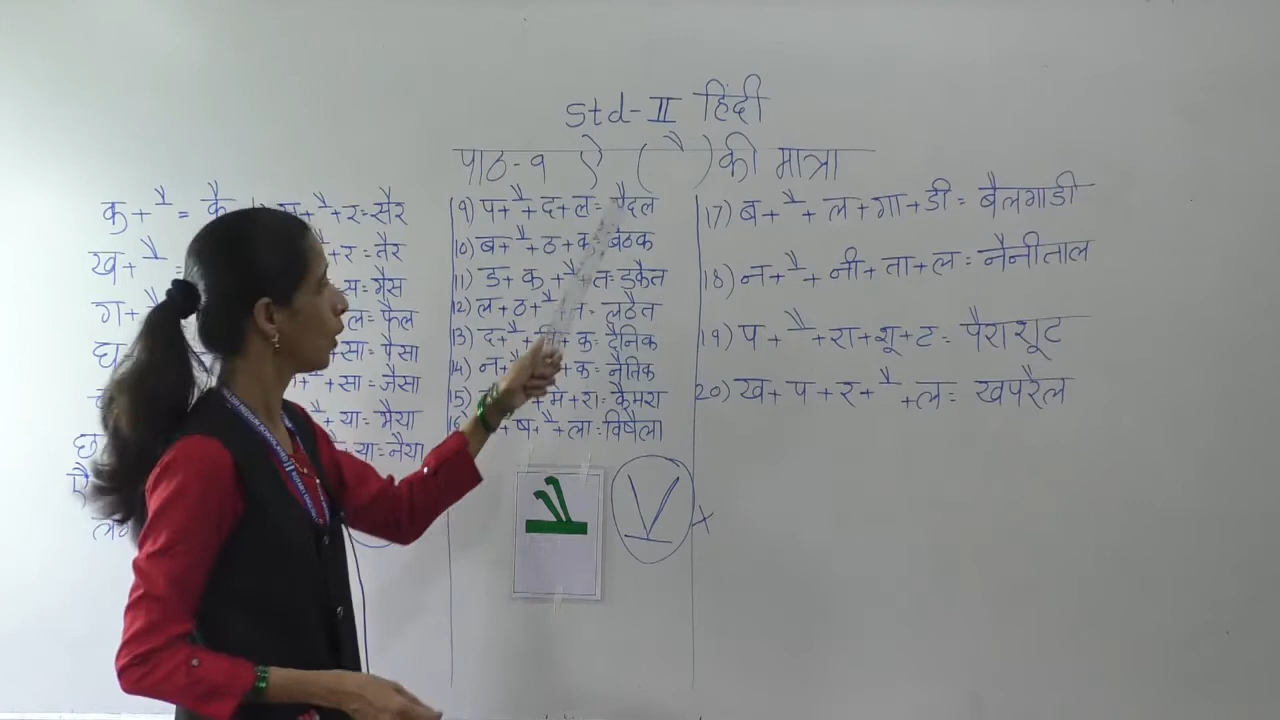 Std-II हिंदी
पाठ-९ ऐ ( ै ) की मात्रा
क + ै = कै
ख + ै =
ग +
घ
र = सैर
+ र = तैर
स = भैंस
ल = फैल
+ सा = पैसा
+ सा = जैसा
+ या = भैया
+ या = नैया
9) प + ै + द + ल = पैदल
10) ब + ै + ठ + क = बैठक
11) ड + क + ै + त = डकैत
12) ल + ठ + ै + त = लठैत
13) द + ै + नि + क = दैनिक
14) न + क = नैतिक
15) + मे + रा = कैमरा
16) + ष + ै + ला = विषैला
17) ब + ै + ल + गा + डी = बैलगाडी
18) न + ै + नी + ता + ल = नैनीताल
19) प + ै + रा + शू + ट = पैराशूट
20) ख + प + र + ै + ल = खपरैल